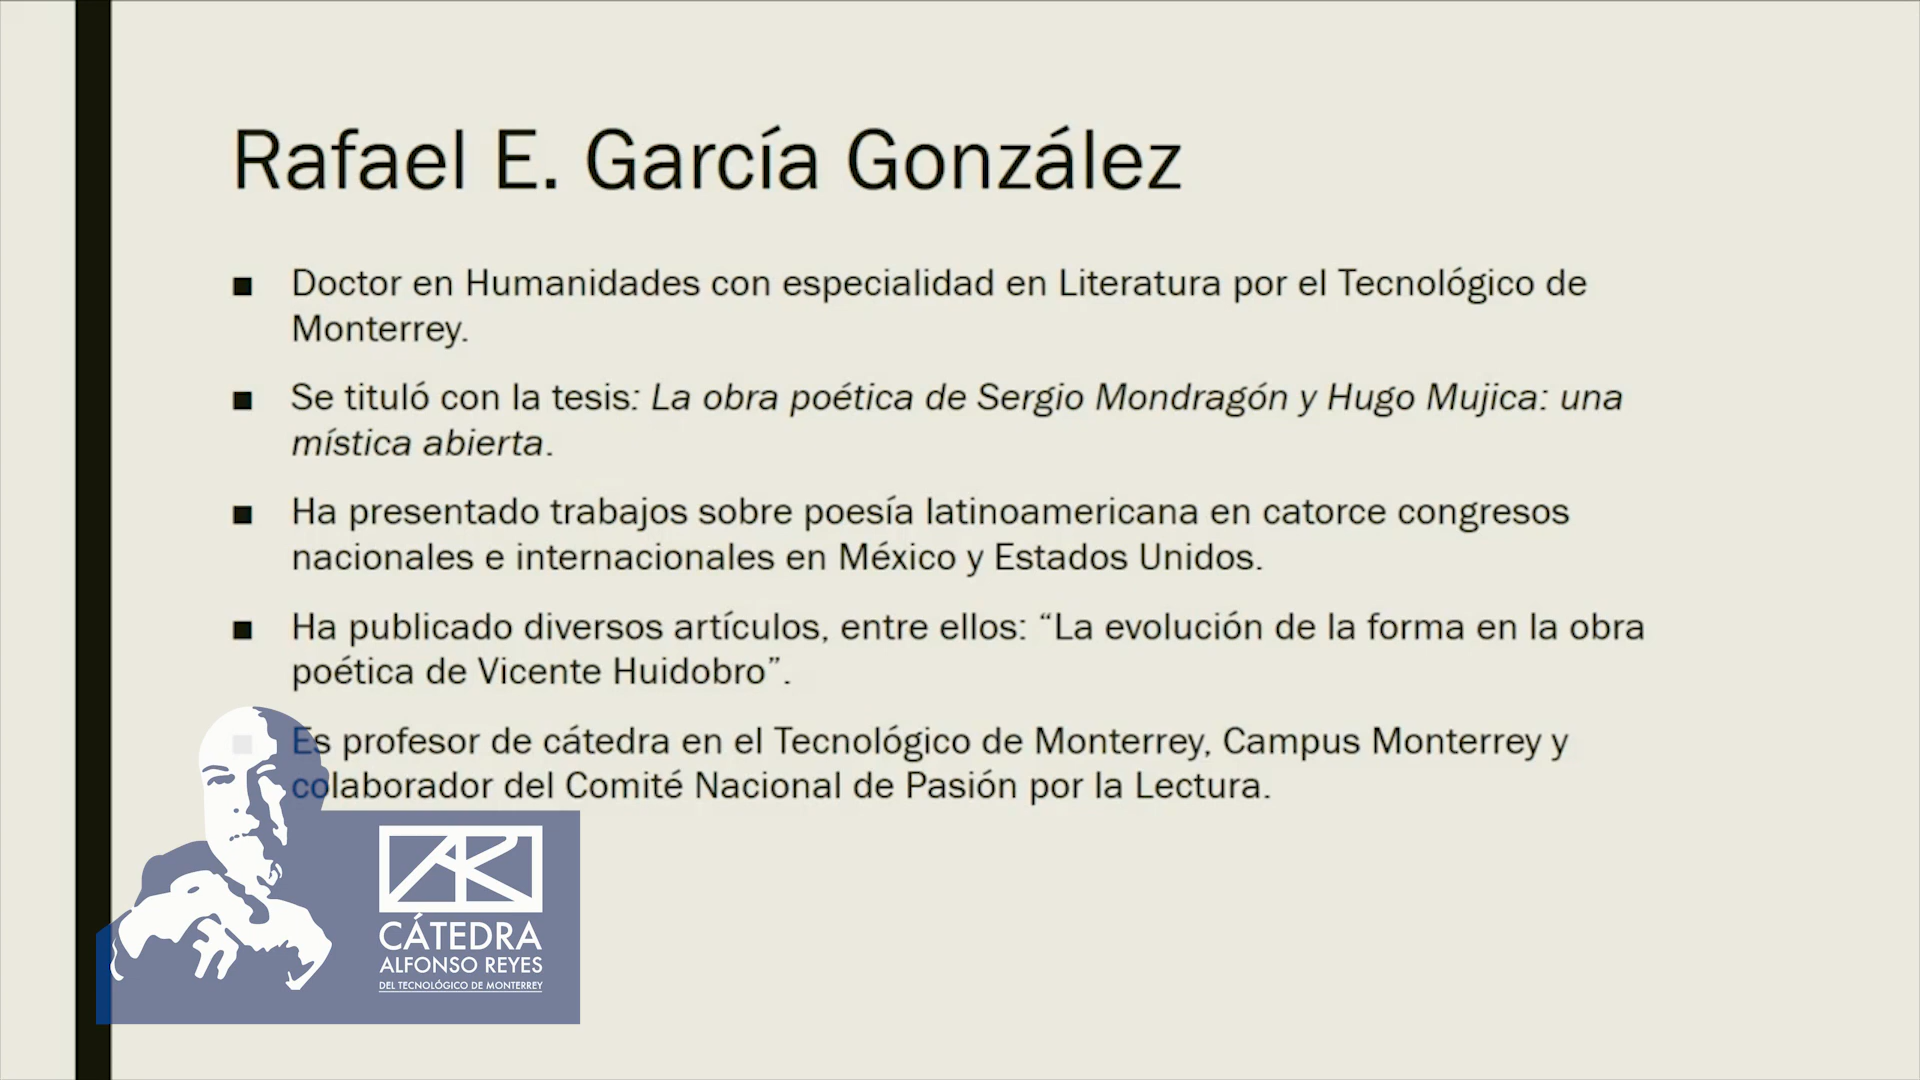 Rafael E. García González
■ Doctor en Humanidades con especialidad en Literatura por el Tecnológico de
Monterrey.
■ Se tituló con la tesis: La obra poética de Sergio Mondragón y Hugo Mujica: una
mística abierta.
■ Ha presentado trabajos sobre poesía latinoamericana en catorce congresos
nacionales e internacionales en México y Estados Unidos.
■ Ha publicado diversos artículos, entre ellos: “La evolución de la forma en la obra
poética de Vicente Huidobro”.
■ Es profesor de cátedra en el Tecnológico de Monterrey, Campus Monterrey y
colaborador del Comité Nacional de Pasión por la Lectura.
AR
CÁTEDRA
ALFONSO REYES
DEL TECNOLÓGICO DE MONTERREY